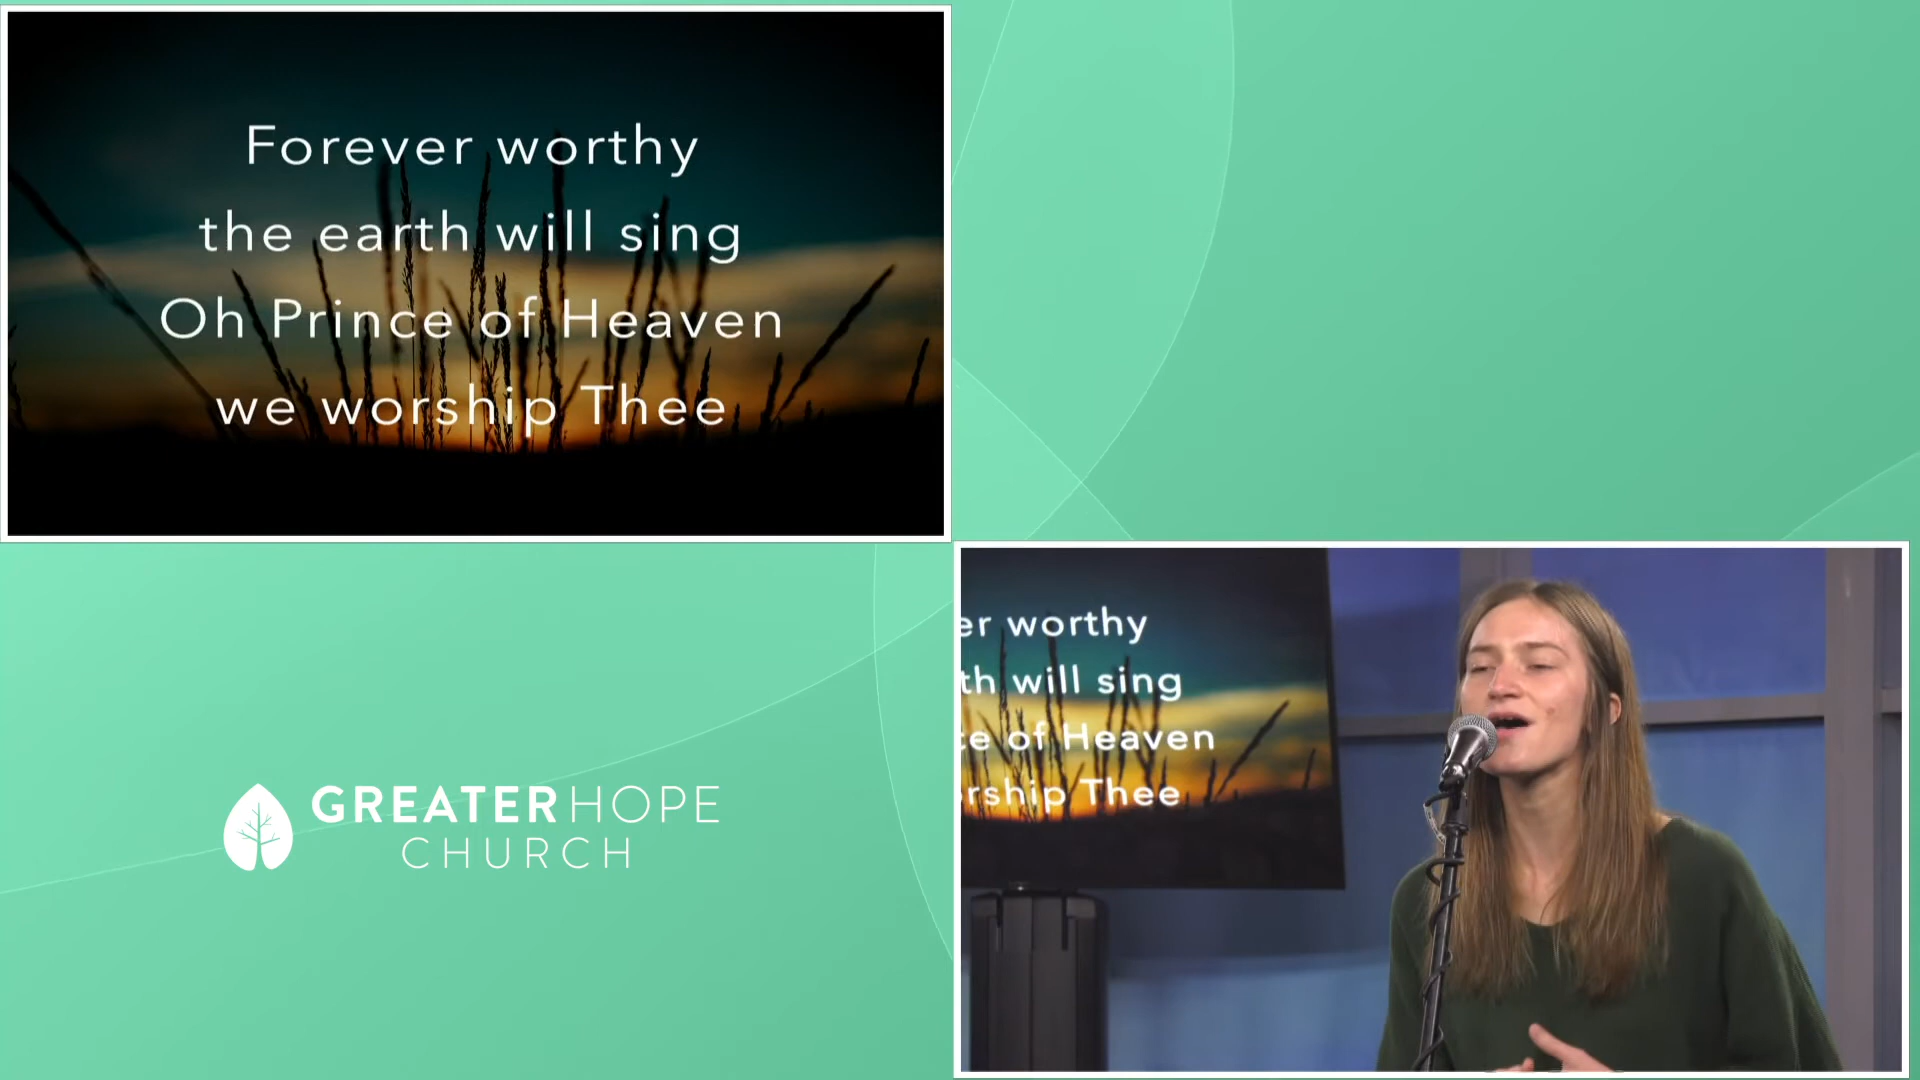 Forever worthy
the earth will sing
Oh Prince of Heaven
we worship Thee
er worthy
th will sing
ce of Heaven
rship Thee
GREATER HOPE
CHURCH